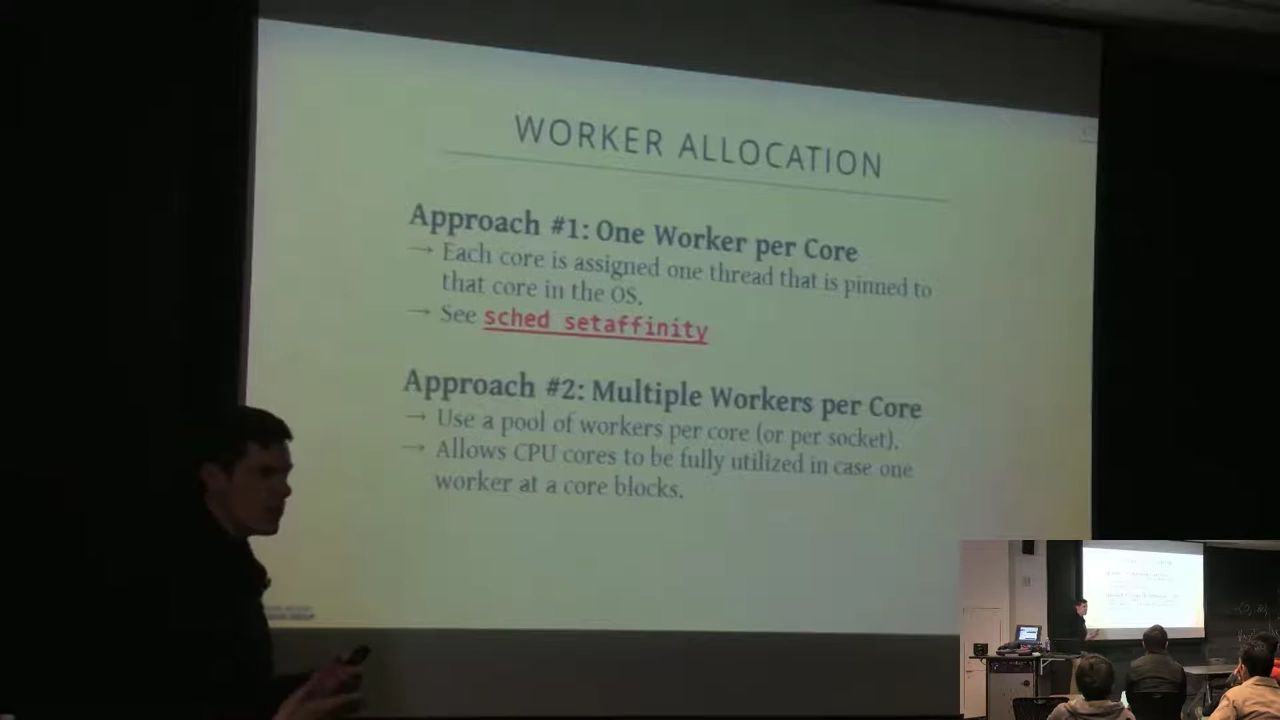 WORKER ALLOCATION
Approach #1: One Worker per Core
→ Each core is assigned one thread that is pinned to
that core in the OS.
→ See sched setaffinity
Approach #2: Multiple Workers per Core
→ Use a pool of workers per core (or per socket).
→ Allows CPU cores to be fully utilized in case one
worker at a core blocks.